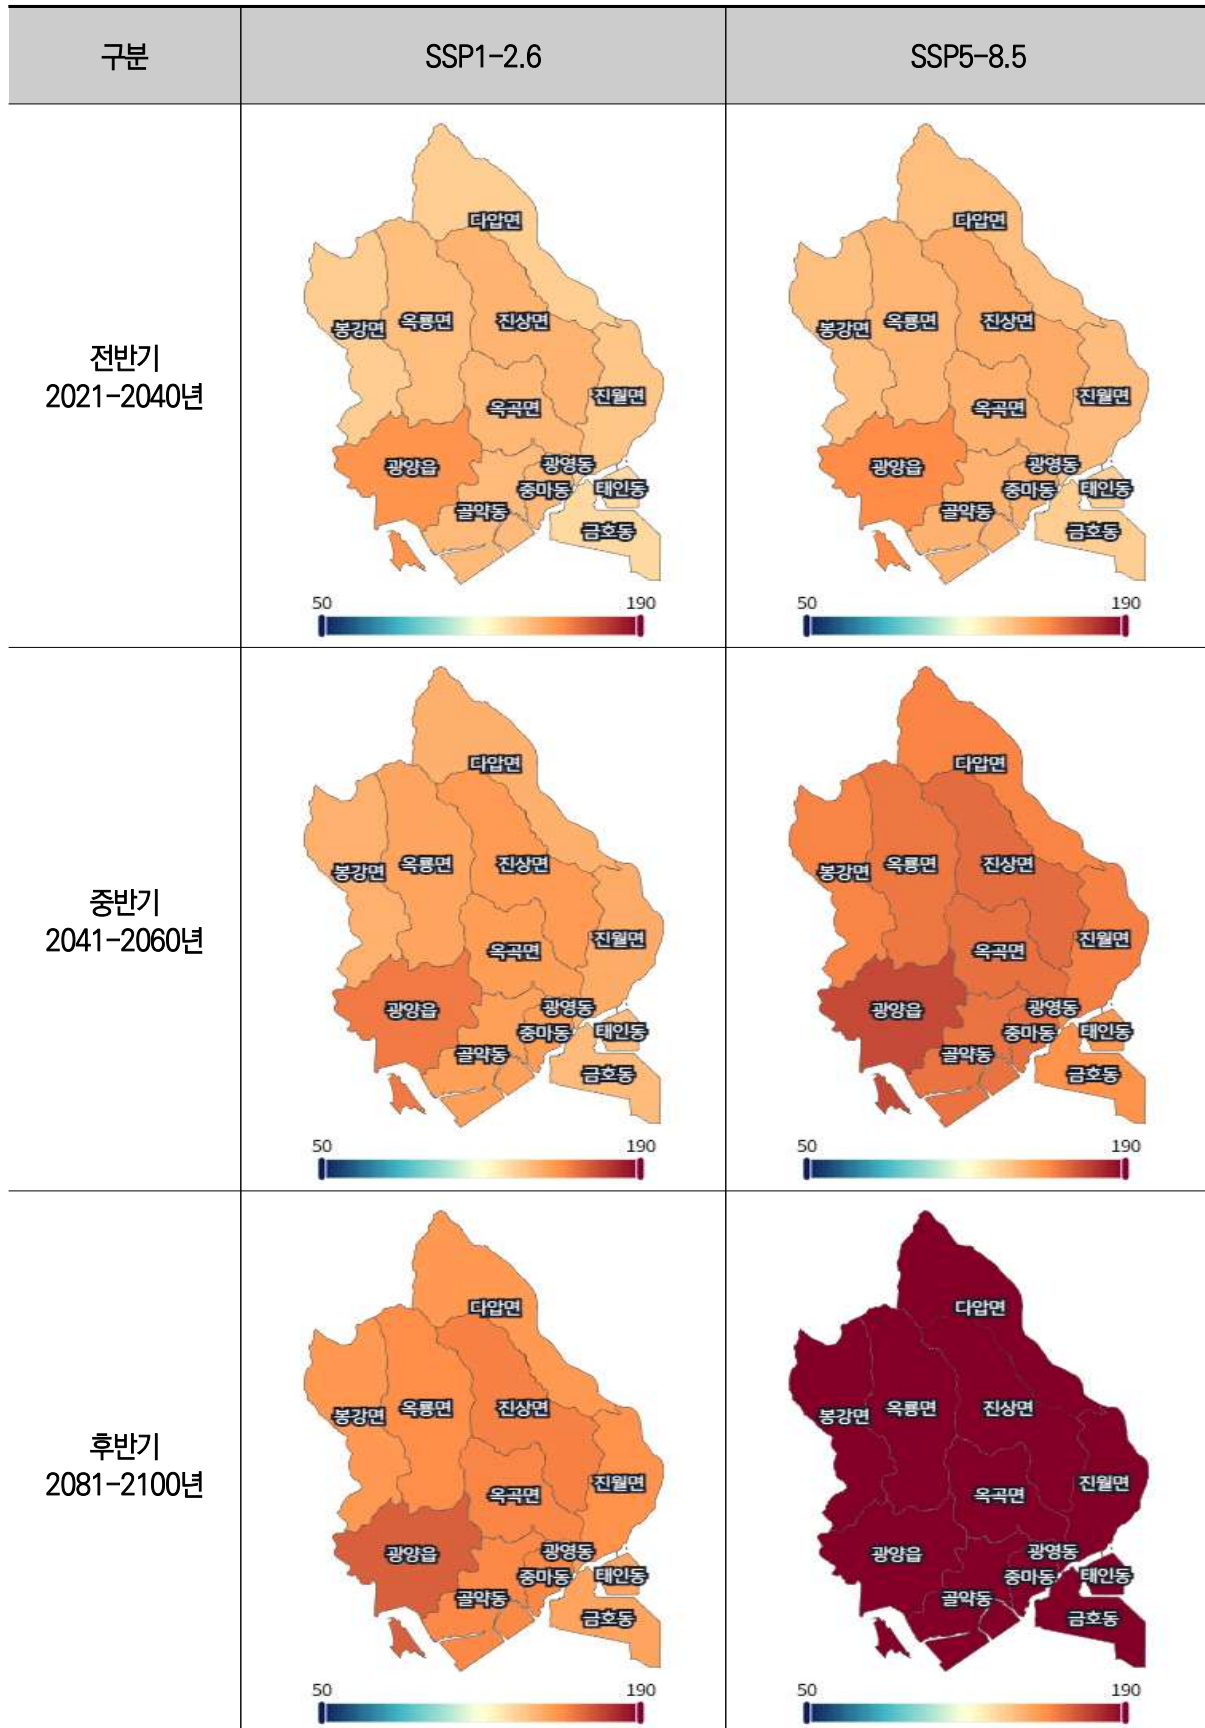 구분
SSP1-2.6
SSP5-8.5
전반기
2021-2040년
다압면
봉강면
옥룡면
진상면
옥곡면
진월면
광양읍
광영동
중마동
태인동
골약동
금호동
50
190
다압면
봉강면
옥룡면
진상면
옥곡면
진월면
광양읍
광영동
중마동
태인동
골약동
금호동
50
190
중반기
2041-2060년
다압면
봉강면
옥룡면
진상면
옥곡면
진월면
광양읍
광영동
중마동
태인동
골약동
금호동
50
190
다압면
봉강면
옥룡면
진상면
옥곡면
진월면
광양읍
광영동
중마동
태인동
골약동
금호동
50
190
후반기
2081-2100년
다압면
봉강면
옥룡면
진상면
옥곡면
진월면
광양읍
광영동
중마동
태인동
골약동
금호동
50
190
다압면
봉강면
옥룡면
진상면
옥곡면
진월면
광양읍
광영동
중마동
태인동
골약동
금호동
50
190